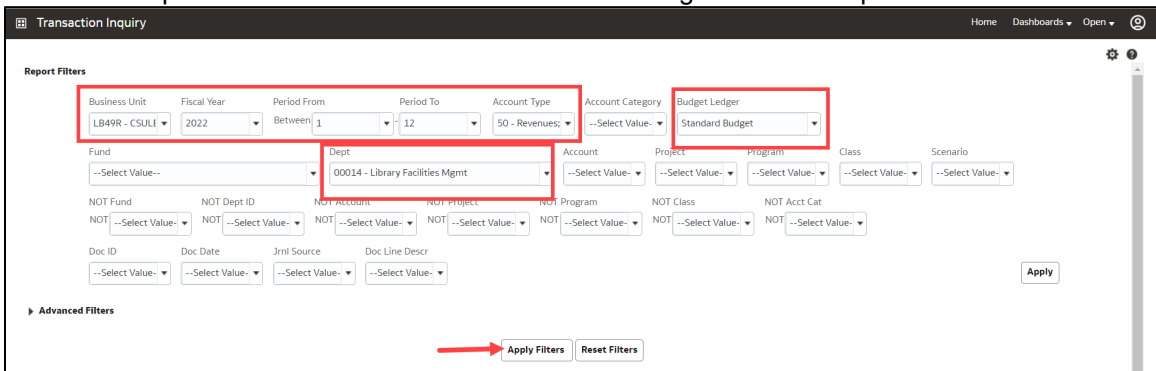 Transaction Inquiry Home Dashboards Open
Report Filters
Business Unit Fiscal Year Period From Period To Account Type Account Category Budget Ledger
LB49R - CSULE 2022 Between 1 - 12 50 - Revenues; --Select Value- Standard Budget
Fund Dept Account Project Program Class Scenario
--Select Value-- 00014 - Library Facilities Mgmt --Select Value- --Select Value- --Select Value- --Select Value- --Select Value-
NOT Fund NOT Dept ID NOT Account NOT Project NOT Program NOT Class NOT Acct Cat
NOT --Select Value- NOT --Select Value- NOT --Select Value- NOT --Select Value- NOT --Select Value- NOT --Select Value- NOT --Select Value-
Doc ID Doc Date Jrnl Source Doc Line Descr
--Select Value- --Select Value- --Select Value- --Select Value- Apply
Advanced Filters
Apply Filters Reset Filters